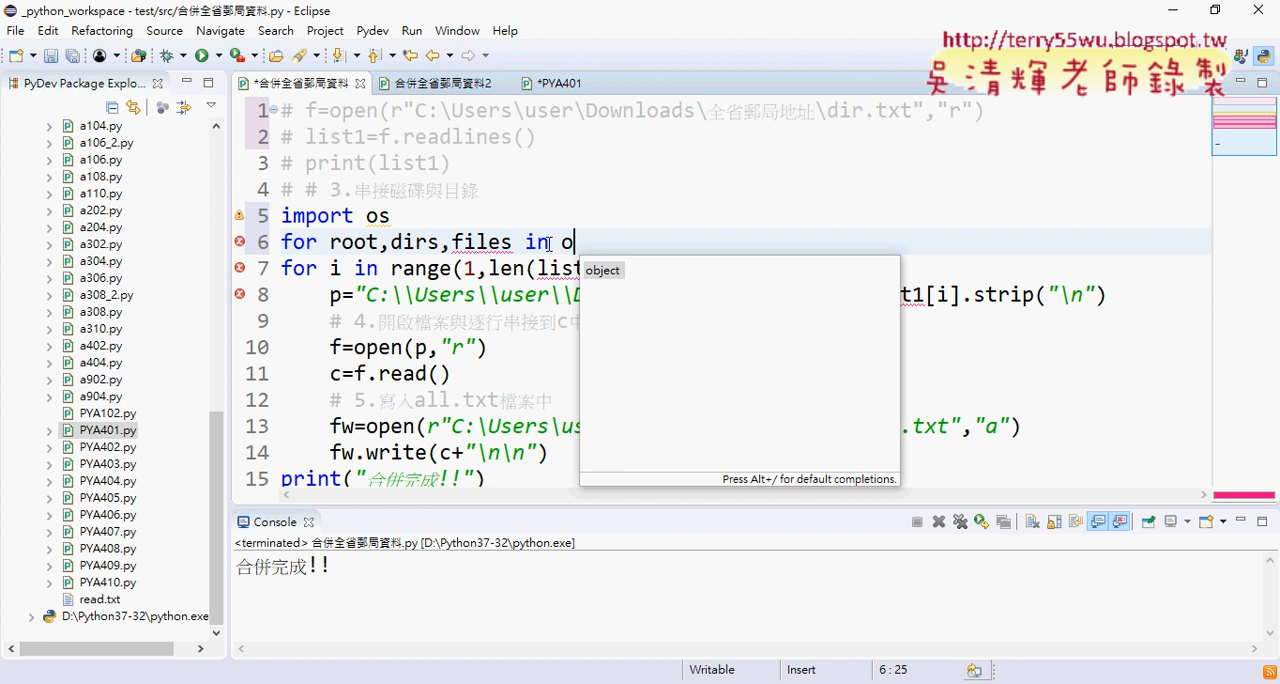 _python_workspace - test/src/合併全省郵局資料.py - Eclipse
File Edit Refactoring Source Navigate Search Project Pydev Run Window Help
http://terry55wu.blogspot.tw
吳清輝老師錄製
PyDev Package Explo...
*合併全省郵局資料
合併全省郵局資料2
*PYA401
a104.py
a106_2.py
a106.py
a108.py
a110.py
a202.py
a204.py
a302.py
a304.py
a306.py
a308_2.py
a308.py
a310.py
a402.py
a404.py
a902.py
a904.py
PYA102.py
PYA401.py
PYA402.py
PYA403.py
PYA404.py
PYA405.py
PYA406.py
PYA407.py
PYA408.py
PYA409.py
PYA410.py
read.txt
D:\Python37-32\python.exe
1 # f=open(r"C:\Users\user\Downloads\全省郵局地址\dir.txt","r")
2 # list1=f.readlines()
3 # print(list1)
4 # # 3.串接磁碟與目錄
5 import os
6 for root,dirs,files in o
7 for i in range(1,len(list
8 p="C:\\Users\\user\\D t1[i].strip("\n")
9 # 4.開啟檔案與逐行串接到c中
10 f=open(p,"r")
11 c=f.read()
12 # 5.寫入all.txt檔案中
13 fw=open(r"C:\Users\us .txt","a")
14 fw.write(c+"\n\n")
15 print("合併完成!!")
object
Press Alt+/ for default completions.
Console
<terminated> 合併全省郵局資料.py [D:\Python37-32\python.exe]
合併完成!!
Writable Insert 6 : 25